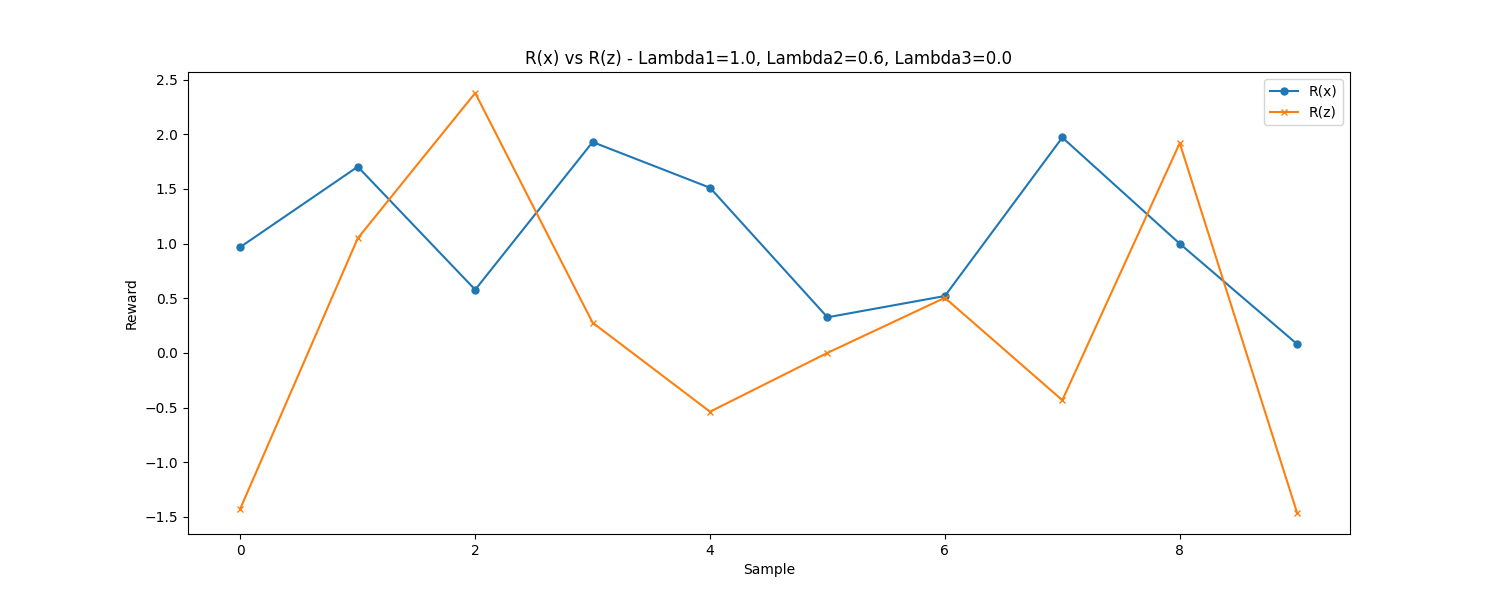 R(x) vs R(z) - Lambda1=1.0, Lambda2=0.6, Lambda3=0.0
R(x)
R(z)
2.5
2.0
1.5
1.0
0.5
0.0
−0.5
−1.0
−1.5
Reward
0 2 4 6 8
Sample